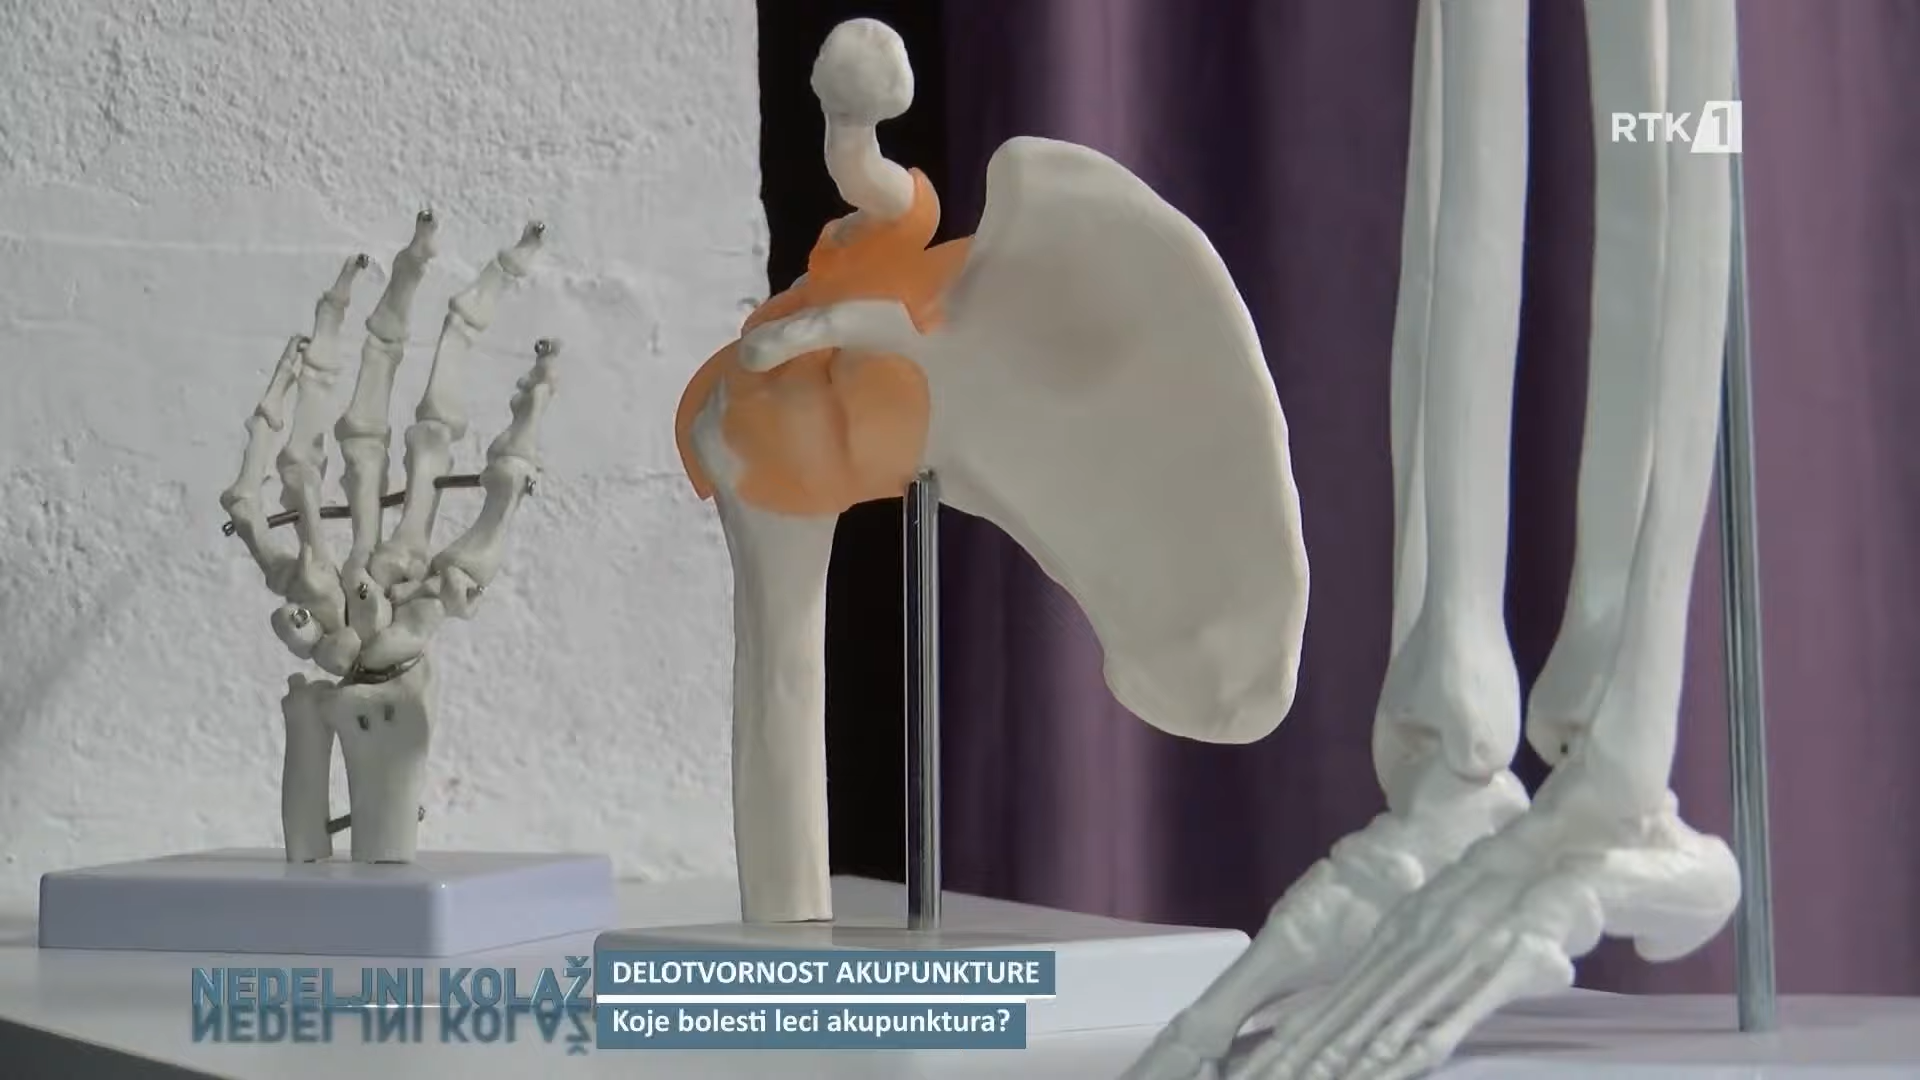 RTK 1
NEDELJNI KOLAŽ
DELOTVORNOST AKUPUNKTURE
Koje bolesti leci akupunktura?